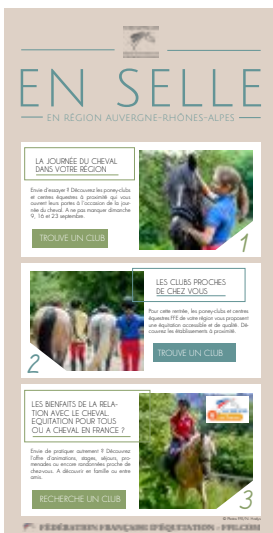 EN SELLE
EN RÉGION AUVERGNE-RHÔNES-ALPES
LA JOURNÉE DU CHEVAL
DANS VOTRE RÉGION
Envie d'essayer ? Découvrez les poney-clubs
et centres équestres à proximité qui vous
ouvrent leurs portes à l'occasion de la jour-
née du cheval. A ne pas manquer dimanche
9, 16 et 23 septembre.
TROUVE UN CLUB
1
LES CLUBS PROCHES
DE CHEZ VOUS
Pour cette rentrée, les poney-clubs et centres
équestres FFE de votre région vous proposent
une équitation accessible et de qualité. Dé-
couvrez les établissements à proximité.
TROUVE UN CLUB
2
LES BIENFAITS DE LA RELA-
TION AVEC LE CHEVAL.
EQUITATION POUR TOUS
OU A CHEVAL EN FRANCE ?
Envie de pratiquer autrement ? Découvrez
l'offre d'animations, stages, séjours, pro-
menades ou encore randonnées proche de
chez-vous. A découvrir en famille ou entre
amis.
RECHERCHE UN CLUB
3
FÉDÉRATION FRANÇAISE D'ÉQUITATION - FFE.COM